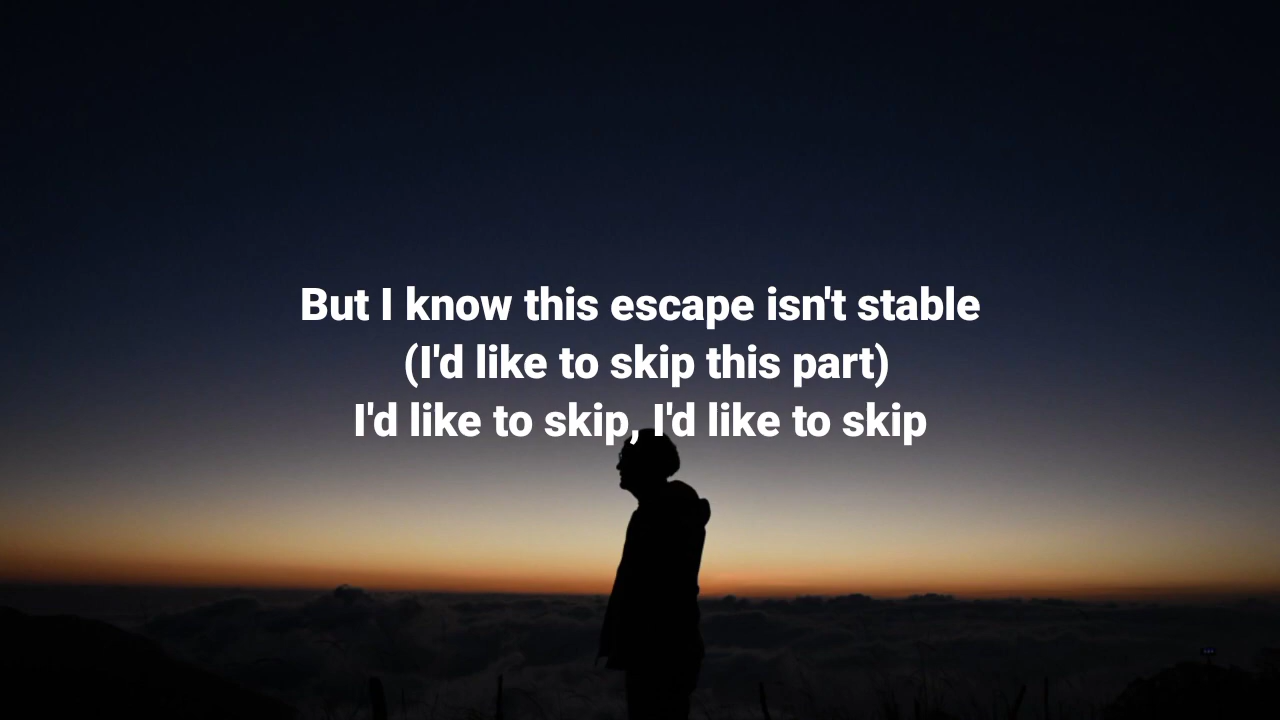 But I know this escape isn't stable
(I'd like to skip this part)
I'd like to skip, I'd like to skip